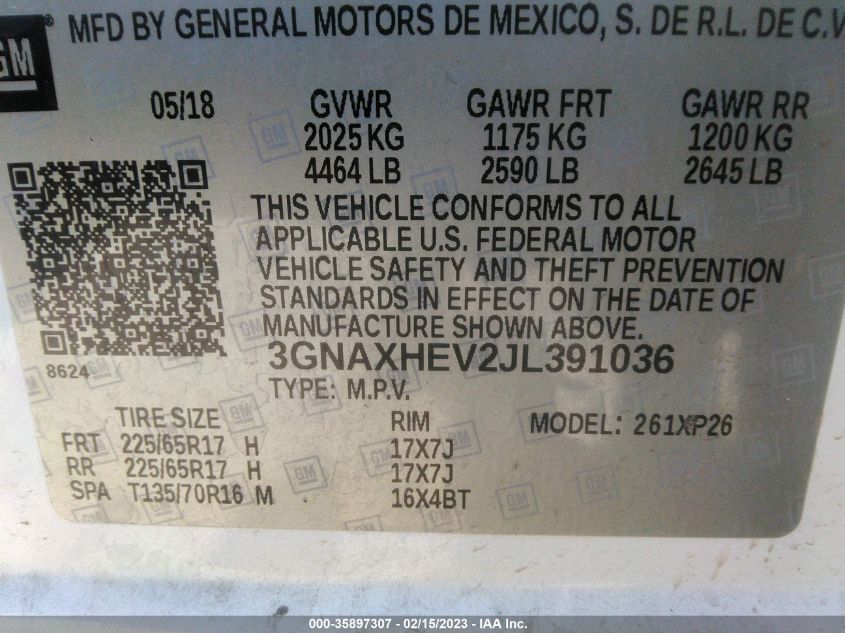 GM
MFD BY GENERAL MOTORS DE MEXICO, S. DE R.L. DE C.V
05/18 GVWR GAWR FRT GAWR RR
2025 KG 1175 KG 1200 KG
4464 LB 2590 LB 2645 LB
THIS VEHICLE CONFORMS TO ALL
APPLICABLE U.S. FEDERAL MOTOR
VEHICLE SAFETY AND THEFT PREVENTION
STANDARDS IN EFFECT ON THE DATE OF
MANUFACTURE SHOWN ABOVE.
8624 3GNAXHEV2JL391036
TYPE: M.P.V.
TIRE SIZE RIM MODEL: 261XP26
FRT 225/65R17 H 17X7J
RR 225/65R17 H 17X7J
SPA T135/70R16 M 16X4BT
3GO-35897307 - 02/15/2023 - IAA Inc.